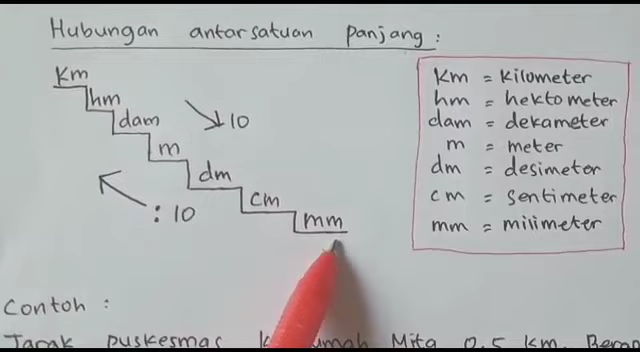 Hubungan antarsatuan panjang :
Km
hm
dam
m
dm
cm
mm
10
: 10
Km = kilometer
hm = hektometer
dam = dekameter
m = meter
dm = desimeter
cm = sentimeter
mm = milimeter
Contoh :
Jarak puskesmas Mita 0,5 km.